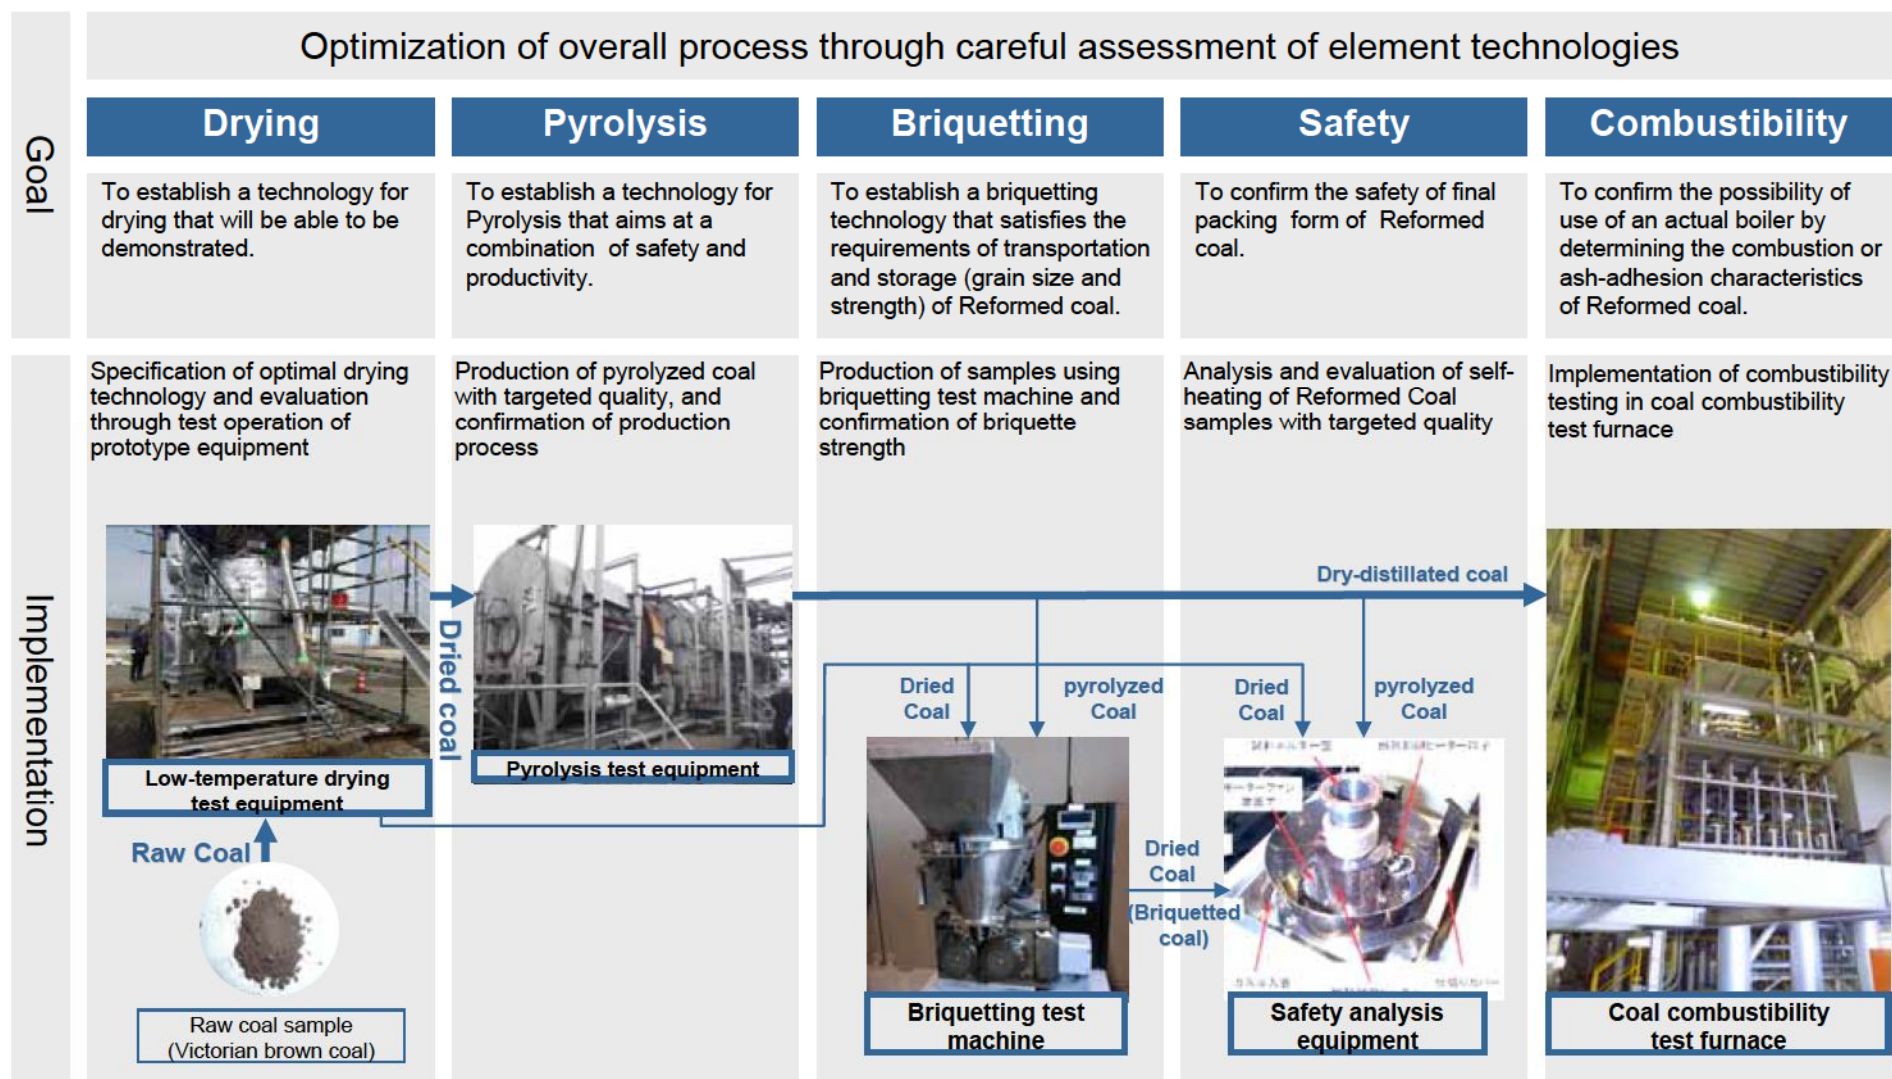 Optimization of overall process through careful assessment of element technologies
Goal
Drying
Pyrolysis
Briquetting
Safety
Combustibility
To establish a technology for
drying that will be able to be
demonstrated.
To establish a technology for
Pyrolysis that aims at a
combination of safety and
productivity.
To establish a briquetting
technology that satisfies the
requirements of transportation
and storage (grain size and
strength) of Reformed coal.
To confirm the safety of final
packing form of Reformed
coal.
To confirm the possibility of
use of an actual boiler by
determining the combustion or
ash-adhesion characteristics
of Reformed coal.
Implementation
Specification of optimal drying
technology and evaluation
through test operation of
prototype equipment
Production of pyrolyzed coal
with targeted quality, and
confirmation of production
process
Production of samples using
briquetting test machine and
confirmation of briquette
strength
Analysis and evaluation of self-
heating of Reformed Coal
samples with targeted quality
Implementation of combustibility
testing in coal combustibility
test furnace
Dry-distillated coal
Dried coal
Dried
Coal
pyrolyzed
Coal
Dried
Coal
pyrolyzed
Coal
Low-temperature drying
test equipment
Pyrolysis test equipment
Raw Coal
Dried
Coal
(Briquetted
coal)
Raw coal sample
(Victorian brown coal)
Briquetting test
machine
Safety analysis
equipment
Coal combustibility
test furnace